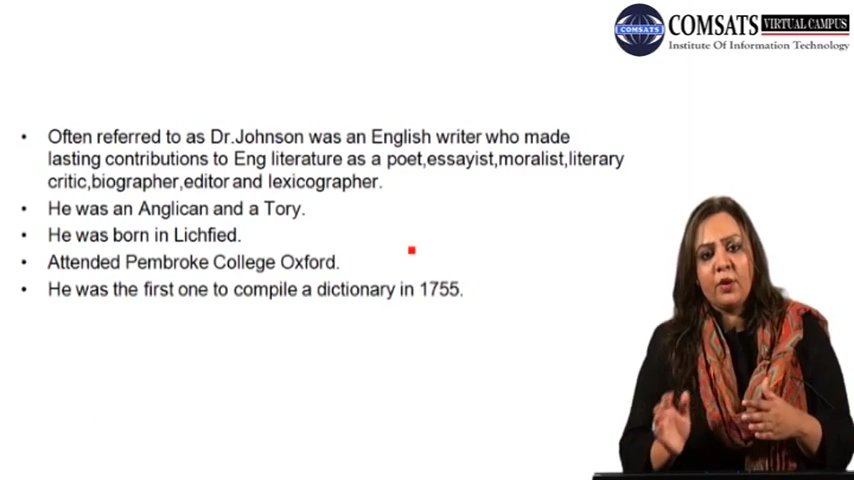 COMSATS VIRTUAL CAMPUS
COMSATS
Institute Of Information Technology
Often referred to as Dr.Johnson was an English writer who made
lasting contributions to Eng literature as a poet,essayist,moralist,literary
critic,biographer,editor and lexicographer.
He was an Anglican and a Tory.
He was born in Lichfied.
Attended Pembroke College Oxford.
He was the first one to compile a dictionary in 1755.